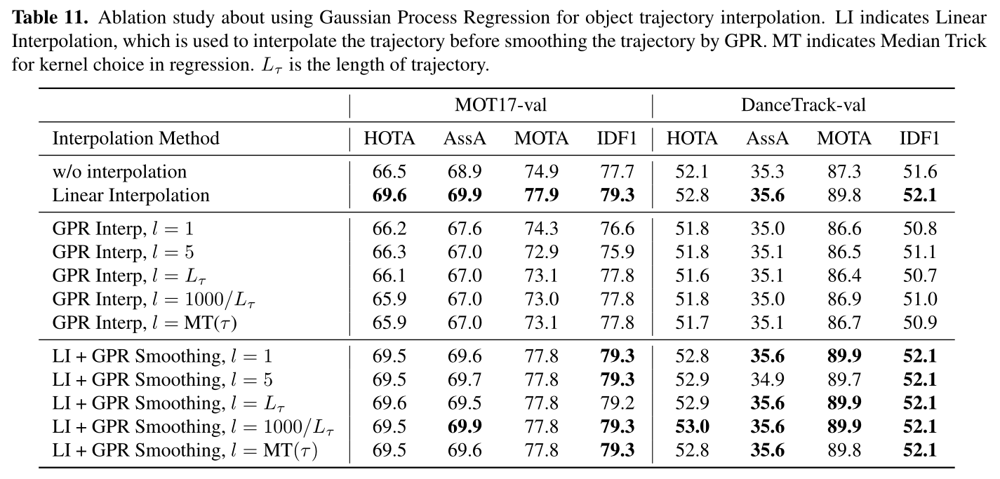 Table 11. Ablation study about using Gaussian Process Regression for object trajectory interpolation. LI indicates Linear
Interpolation, which is used to interpolate the trajectory before smoothing the trajectory by GPR. MT indicates Median Trick
for kernel choice in regression. Lτ is the length of trajectory.
MOT17-val DanceTrack-val
Interpolation Method HOTA AssA MOTA IDF1 HOTA AssA MOTA IDF1
w/o interpolation 66.5 68.9 74.9 77.7 52.1 35.3 87.3 51.6
Linear Interpolation 69.6 69.9 77.9 79.3 52.8 35.6 89.8 52.1
GPR Interp, l = 1 66.2 67.6 74.3 76.6 51.8 35.0 86.6 50.8
GPR Interp, l = 5 66.3 67.0 72.9 75.9 51.8 35.1 86.5 51.1
GPR Interp, l = Lτ 66.1 67.0 73.1 77.8 51.6 35.1 86.4 50.7
GPR Interp, l = 1000/Lτ 65.9 67.0 73.0 77.8 51.8 35.0 86.9 51.0
GPR Interp, l = MT(τ) 65.9 67.0 73.1 77.8 51.7 35.1 86.7 50.9
LI + GPR Smoothing, l = 1 69.5 69.6 77.8 79.3 52.8 35.6 89.9 52.1
LI + GPR Smoothing, l = 5 69.5 69.7 77.8 79.3 52.9 34.9 89.7 52.1
LI + GPR Smoothing, l = Lτ 69.6 69.5 77.8 79.2 52.9 35.6 89.9 52.1
LI + GPR Smoothing, l = 1000/Lτ 69.5 69.9 77.8 79.3 53.0 35.6 89.9 52.1
LI + GPR Smoothing, l = MT(τ) 69.5 69.6 77.8 79.3 52.8 35.6 89.8 52.1